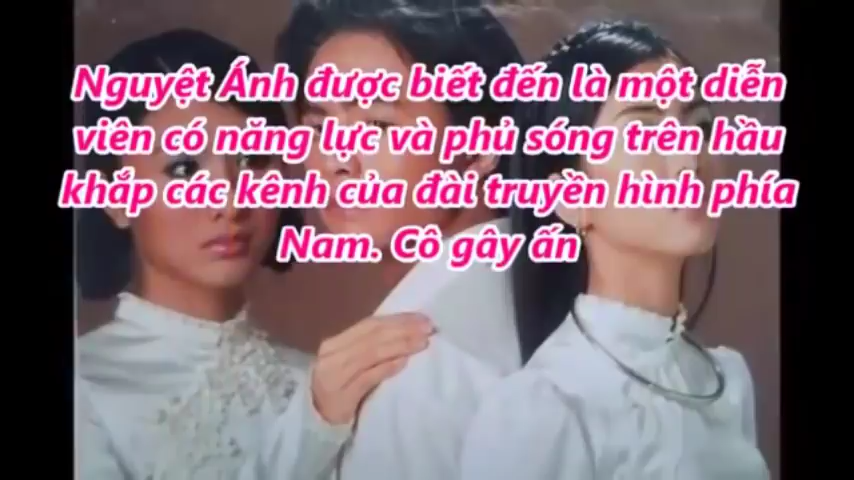 Nguyệt Ánh được biết đến là một diễn
viên có năng lực và phủ sóng trên hầu
khắp các kênh của đài truyền hình phía
Nam. Cô gây ấn